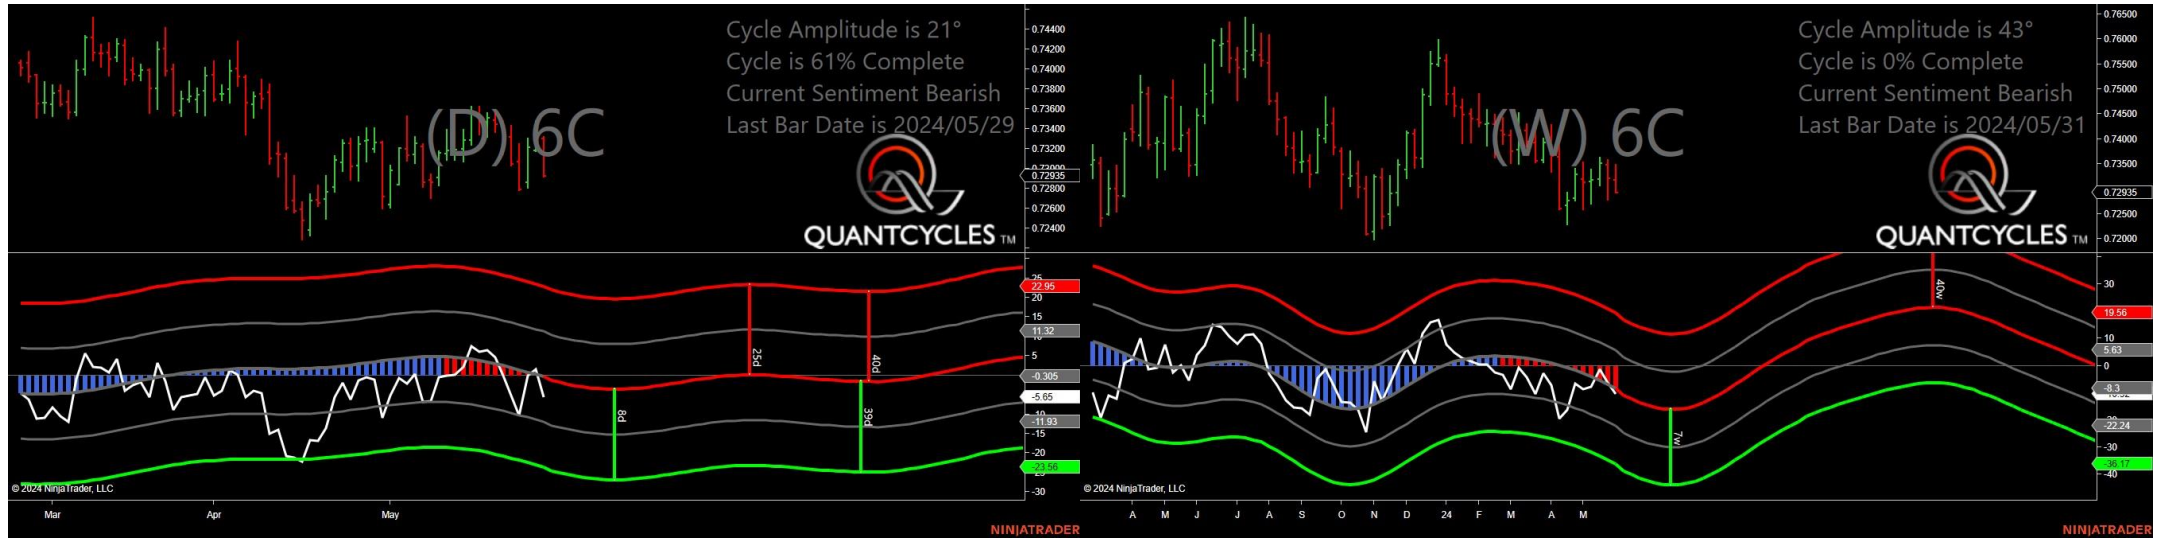 Cycle Amplitude is 21°
Cycle is 61% Complete
Current Sentiment Bearish
Last Bar Date is 2024/05/29
(D) 6C
QUANTCYCLES TM
0.74400
0.74200
0.74000
0.73800
0.73600
0.73400
0.73200
0.72935
0.72800
0.72600
0.72400
25
22.95
20
15
11.32
5
-0.305
-5.65
-10
-11.93
-15
-20
-23.56
-30
8d
25d
39d
40d
© 2024 NinjaTrader, LLC
Mar Apr May
NINJATRADER
Cycle Amplitude is 43°
Cycle is 0% Complete
Current Sentiment Bearish
Last Bar Date is 2024/05/31
(W) 6C
QUANTCYCLES TM
0.76500
0.76000
0.75500
0.75000
0.74500
0.74000
0.73500
0.72935
0.72500
0.72000
30
19.56
10
5.63
0
-8.3
-22.24
-30
-36.17
-40
7w
40w
© 2024 NinjaTrader, LLC
A M J J A S O N D 24 F M A M
NINJATRADER